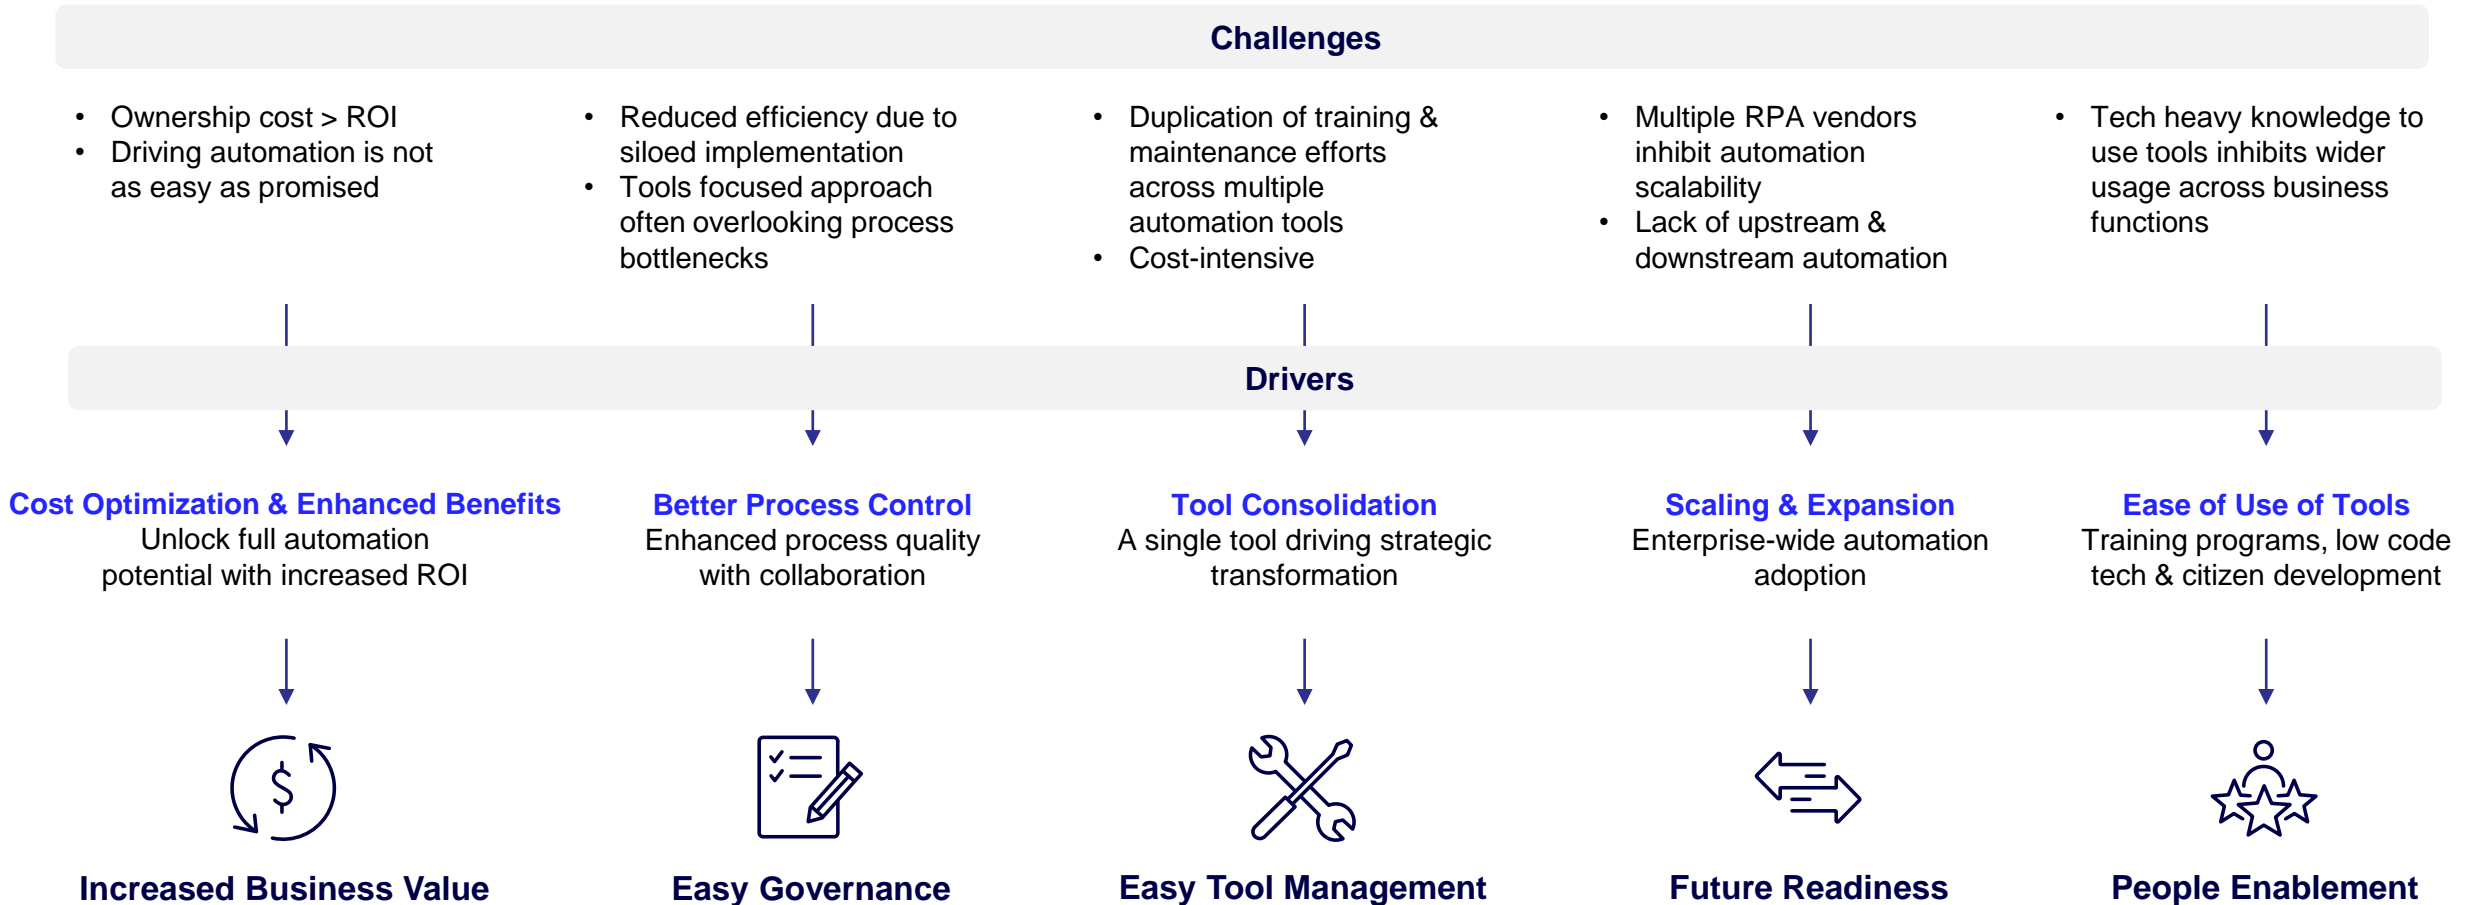 Challenges
• Ownership cost > ROI
• Driving automation is not
as easy as promised
• Reduced efficiency due to
siloed implementation
• Tools focused approach
often overlooking process
bottlenecks
• Duplication of training &
maintenance efforts
across multiple
automation tools
• Cost-intensive
• Multiple RPA vendors
inhibit automation
scalability
• Lack of upstream &
downstream automation
• Tech heavy knowledge to
use tools inhibits wider
usage across business
functions
Drivers
Cost Optimization & Enhanced Benefits
Unlock full automation
potential with increased ROI
Better Process Control
Enhanced process quality
with collaboration
Tool Consolidation
A single tool driving strategic
transformation
Scaling & Expansion
Enterprise-wide automation
adoption
Ease of Use of Tools
Training programs, low code
tech & citizen development
$
Increased Business Value
Easy Governance
Easy Tool Management
Future Readiness
People Enablement